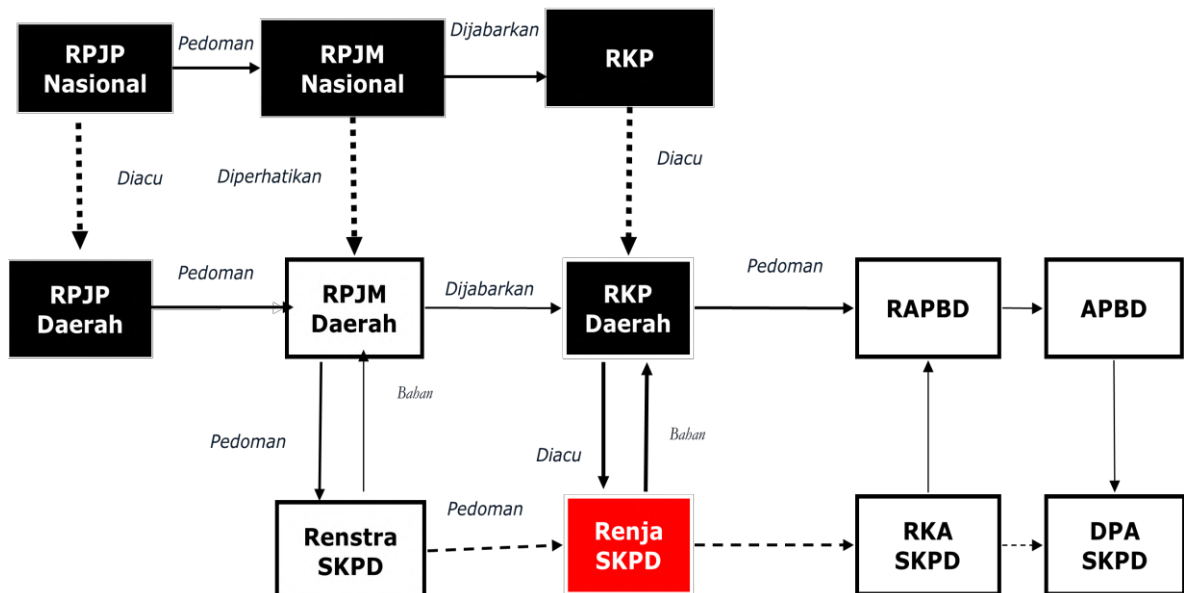 Pedoman
Dijabarkan
RPJP
Nasional
RPJM
Nasional
RKP
Diacu
Diperhatikan
Diacu
Pedoman
Dijabarkan
Pedoman
RPJP
Daerah
RPJM
Daerah
RKP
Daerah
RAPBD
APBD
Bahan
Pedoman
Diacu
Bahan
Pedoman
Renstra
SKPD
Renja
SKPD
RKA
SKPD
DPA
SKPD